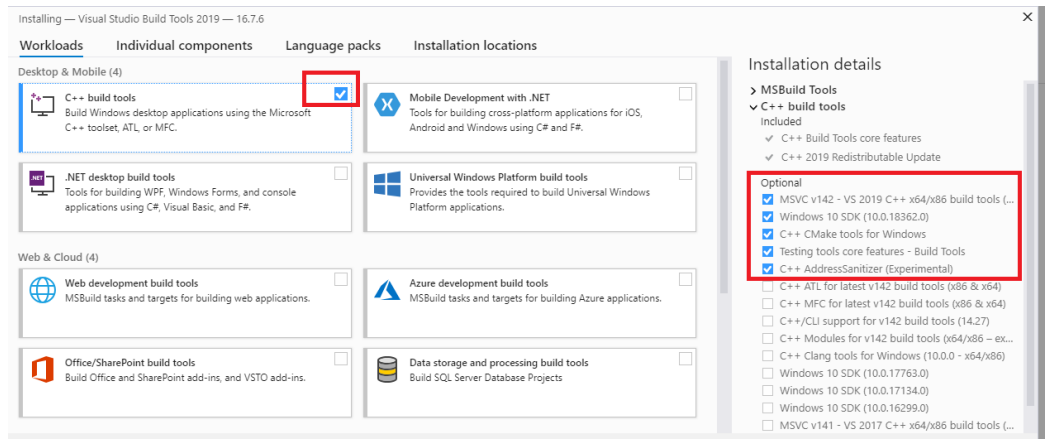 Installing — Visual Studio Build Tools 2019 — 16.7.6
Workloads Individual components Language packs Installation locations
Desktop & Mobile (4)
C++ build tools
Build Windows desktop applications using the Microsoft
C++ toolset, ATL, or MFC.
Mobile Development with .NET
Tools for building cross-platform applications for iOS,
Android and Windows using C# and F#.
.NET desktop build tools
Tools for building WPF, Windows Forms, and console
applications using C#, Visual Basic, and F#.
Universal Windows Platform build tools
Provides the tools required to build Universal Windows
Platform applications.
Web & Cloud (4)
Web development build tools
MSBuild tasks and targets for building web applications.
Azure development build tools
MSBuild tasks and targets for building Azure applications.
Office/SharePoint build tools
Build Office and SharePoint add-ins, and VSTO add-ins.
Data storage and processing build tools
Build SQL Server Database Projects
Installation details
MSBuild Tools
C++ build tools
Included
C++ Build Tools core features
C++ 2019 Redistributable Update
Optional
MSVC v142 - VS 2019 C++ x64/x86 build tools (...
Windows 10 SDK (10.0.18362.0)
C++ CMake tools for Windows
Testing tools core features - Build Tools
C++ AddressSanitizer (Experimental)
C++ ATL for latest v142 build tools (x86 & x64)
C++ MFC for latest v142 build tools (x86 & x64)
C++/CLI support for v142 build tools (14.27)
C++ Modules for v142 build tools (x64/x86 – ex...
C++ Clang tools for Windows (10.0.0 - x64/x86)
Windows 10 SDK (10.0.17763.0)
Windows 10 SDK (10.0.17134.0)
Windows 10 SDK (10.0.16299.0)
MSVC v141 - VS 2017 C++ x64/x86 build tools (...